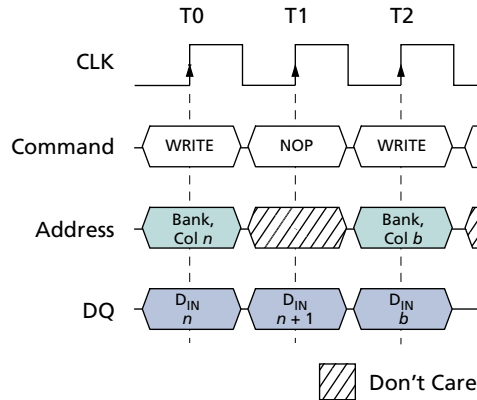 T0 T1 T2
CLK
Command WRITE NOP WRITE
Address Bank, Col n Bank, Col b
DQ DIN n DIN n + 1 DIN b
Don't Care